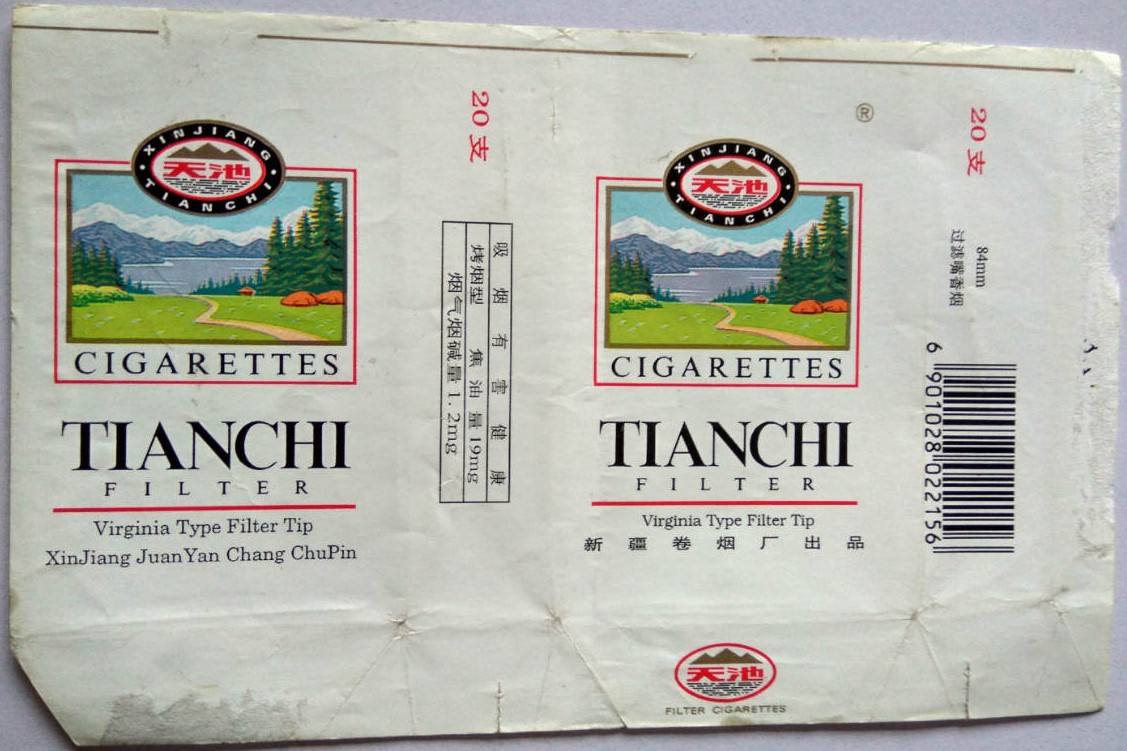 XINJIANG
天池
TIANCHI
CIGARETTES
TIANCHI
FILTER
Virginia Type Filter Tip
XinJiang JuanYan Chang ChuPin
20支
吸烟有害健康
烤烟型 焦油量19mg
烟气烟碱量1.2mg
®
XINJIANG
天池
TIANCHI
CIGARETTES
TIANCHI
FILTER
Virginia Type Filter Tip
新疆卷烟厂出品
天池
FILTER CIGARETTES
20支
84mm
过滤嘴香烟
6 901028 022156